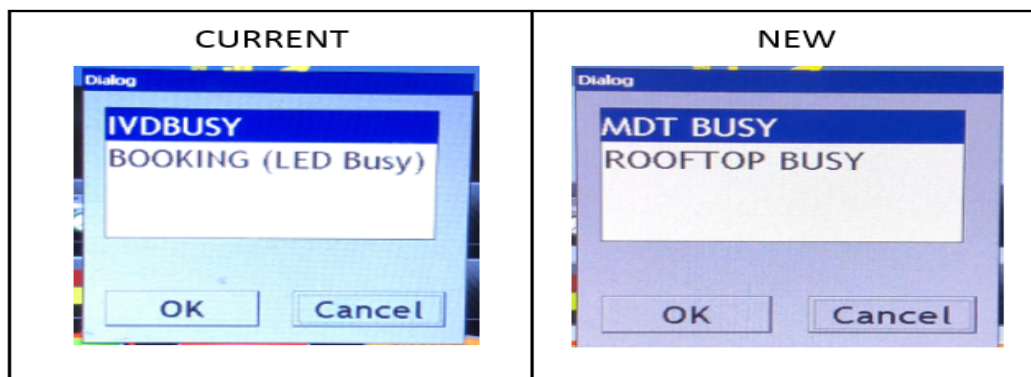 CURRENT
Dialog
IVDBUSY
BOOKING (LED Busy)
OK
Cancel
NEW
Dialog
MDT BUSY
ROOFTOP BUSY
OK
Cancel